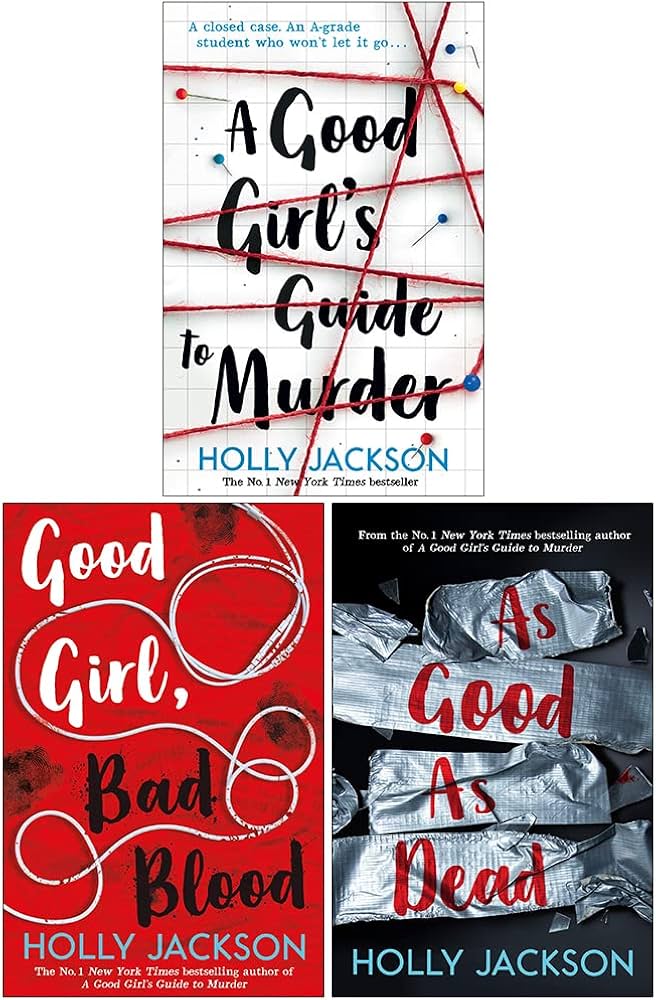 A closed case. An A-grade
student who won't let it go...
A Good
Girl's
Guide
to
Murder
HOLLY JACKSON
The No.1 New York Times bestseller
Good
Girl,
Bad
Blood
HOLLY JACKSON
The No.1 New York Times bestselling author of
A Good Girl's Guide to Murder
From the No.1 New York Times bestselling author
of A Good Girl's Guide to Murder
As
Good
As
Dead
HOLLY JACKSON